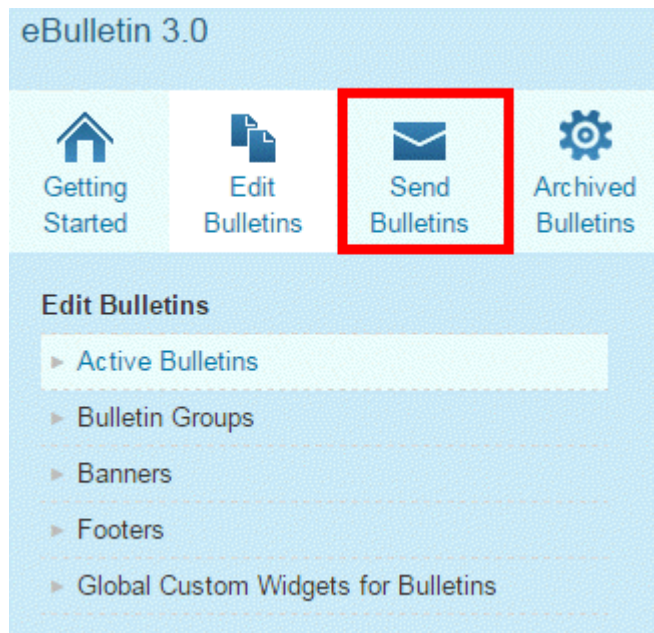 eBulletin 3.0
Getting Started
Edit Bulletins
Send Bulletins
Archived Bulletins
Edit Bulletins
Active Bulletins
Bulletin Groups
Banners
Footers
Global Custom Widgets for Bulletins